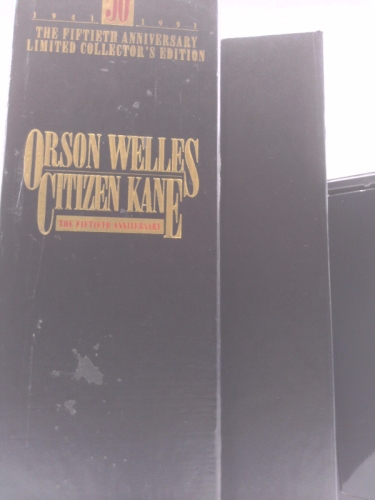 50
1941 1991
THE FIFTIETH ANNIVERSARY
LIMITED COLLECTOR'S EDITION
ORSON WELLES
CITIZEN KANE
THE FIFTIETH ANNIVERSARY